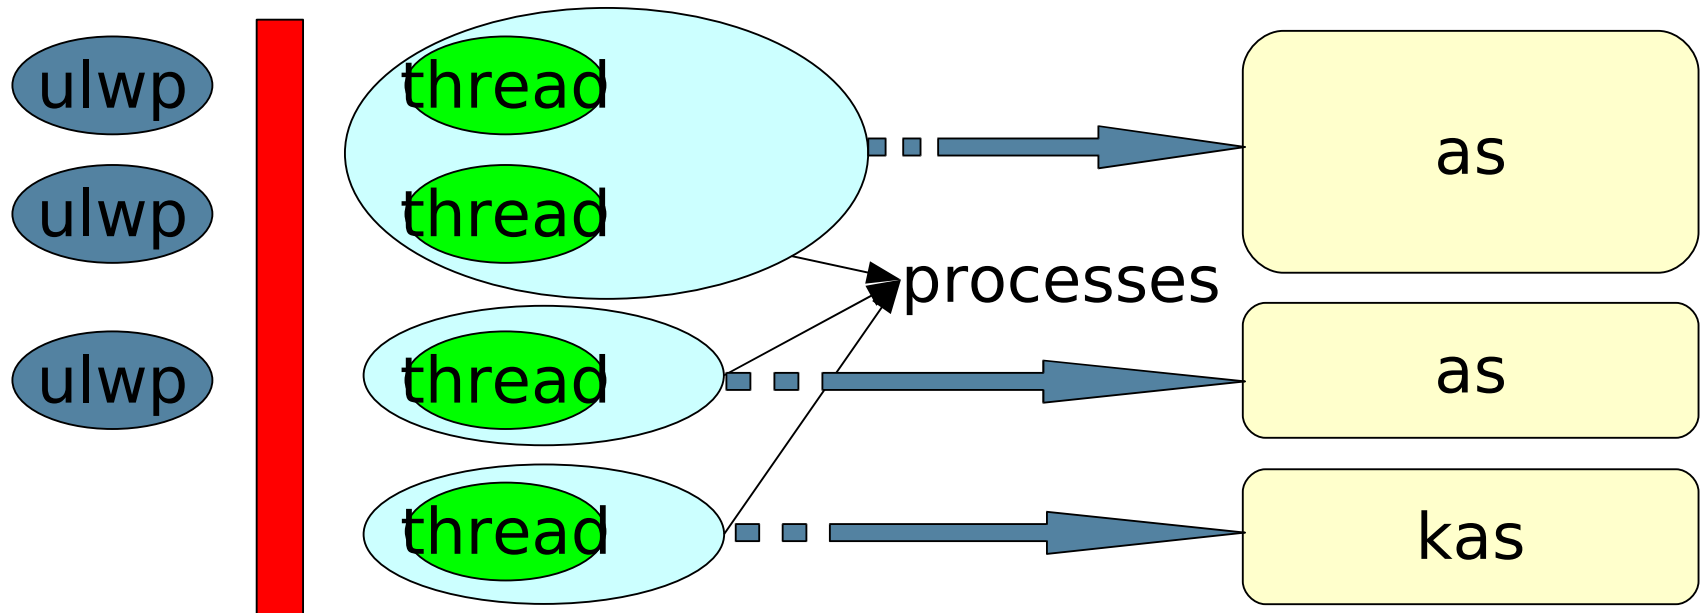 ulwp
thread
as
ulwp
thread
processes
ulwp
thread
as
thread
kas